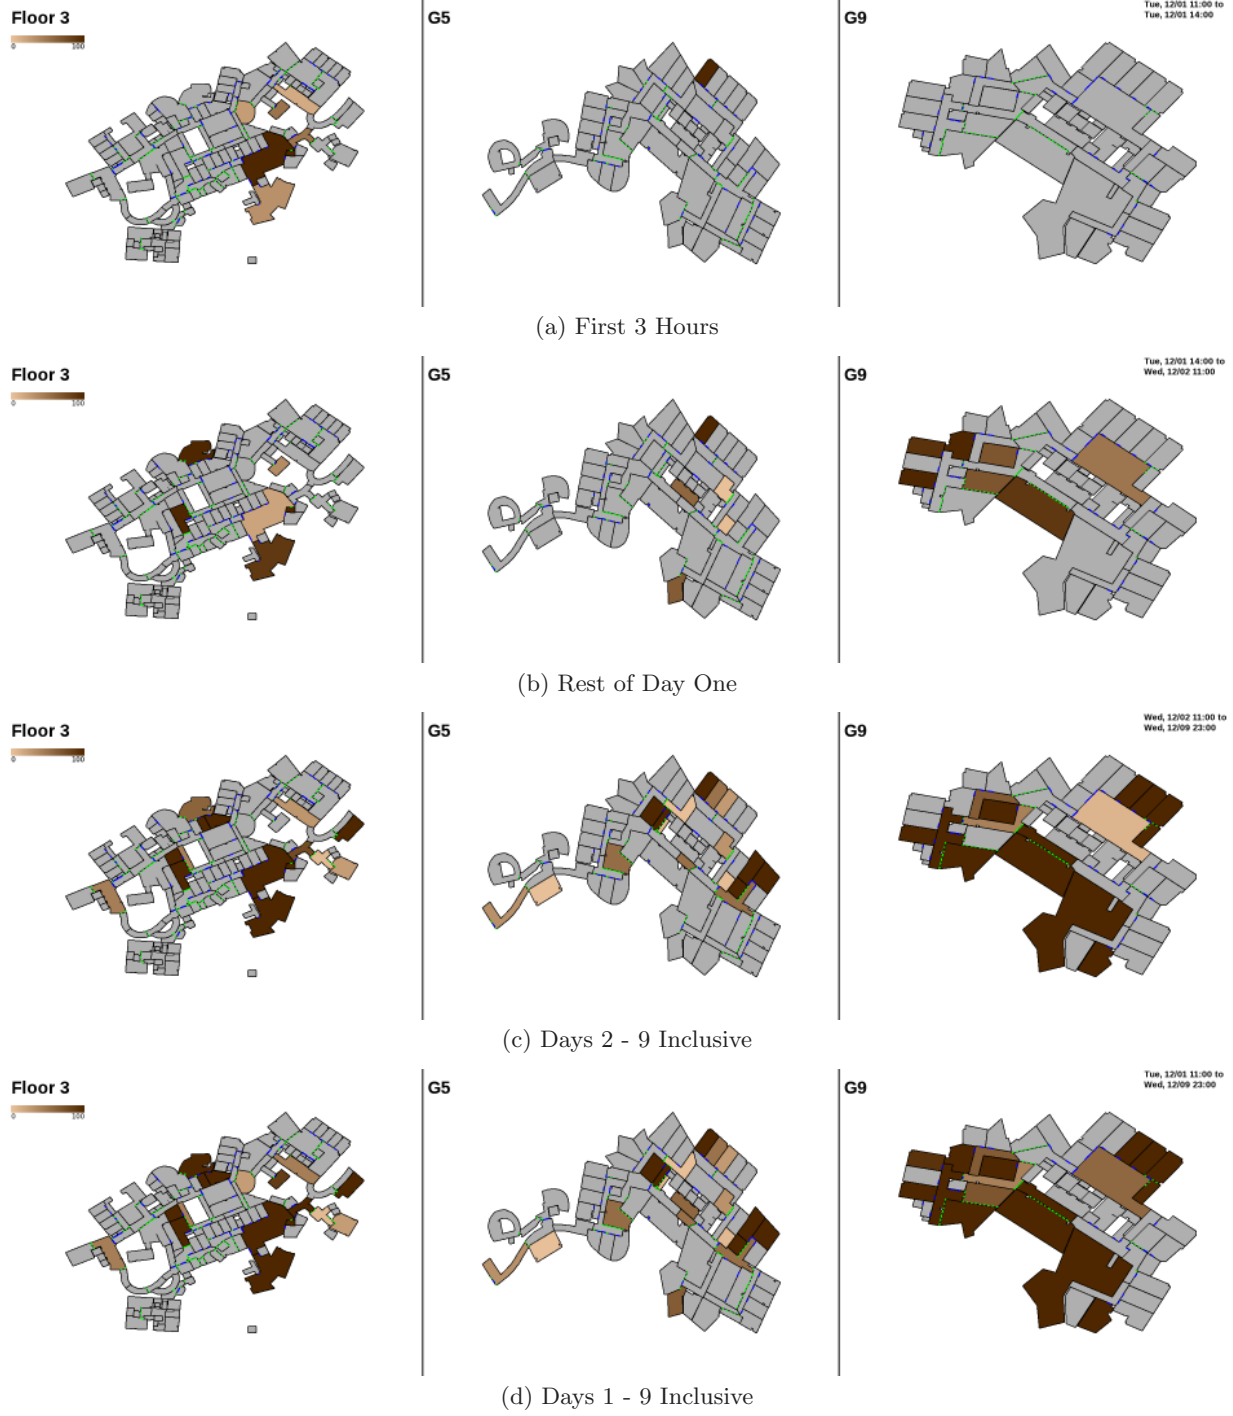 Floor 3
0 100
G5
G9
Tue, 12/01 11:00 to
Tue, 12/01 14:00
(a) First 3 Hours
Floor 3
0 100
G5
G9
Tue, 12/01 14:00 to
Wed, 12/02 11:00
(b) Rest of Day One
Floor 3
0 100
G5
G9
Wed, 12/02 11:00 to
Wed, 12/09 23:00
(c) Days 2 - 9 Inclusive
Floor 3
0 100
G5
G9
Tue, 12/01 11:00 to
Wed, 12/09 23:00
(d) Days 1 - 9 Inclusive